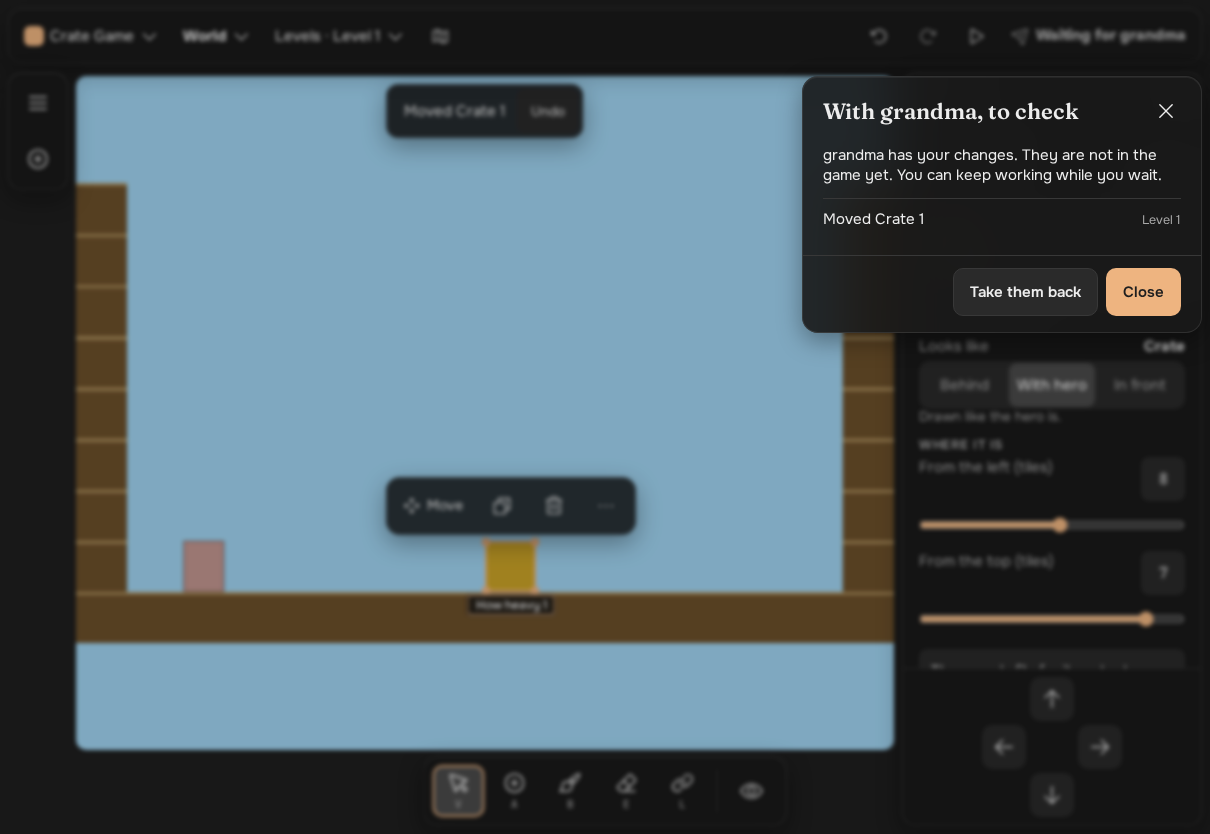 Crate Game
World
Levels · Level 1
Waiting for grandma
Moved Crate 1
Undo
With grandma, to check
grandma has your changes. They are not in the
game yet. You can keep working while you wait.
Moved Crate 1
Level 1
Take them back
Close
Looks like
Crate
Behind
With hero
In front
Drawn like the hero is.
WHERE IT IS
From the left (tiles)
8
From the top (tiles)
7
Move
How heavy 1
B
E
L